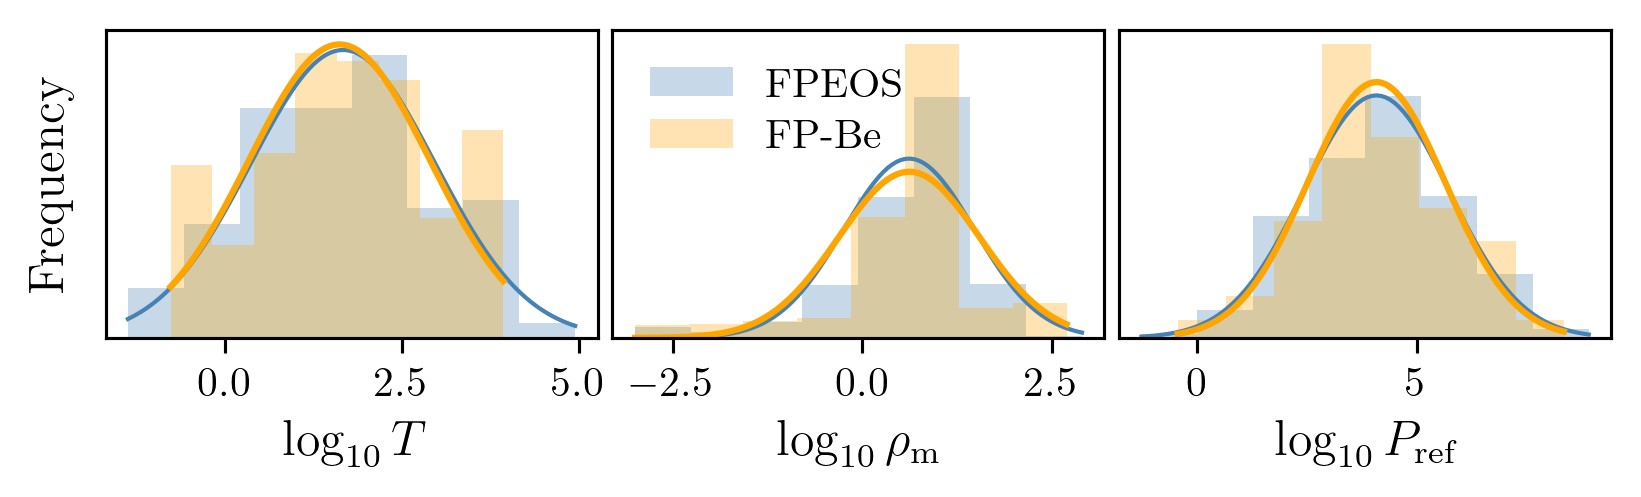 Frequency
FPEOS
FP-Be
0.0 2.5 5.0
−2.5 0.0 2.5
0 5
log₁₀ T
log₁₀ ρₘ
log₁₀ P_ref